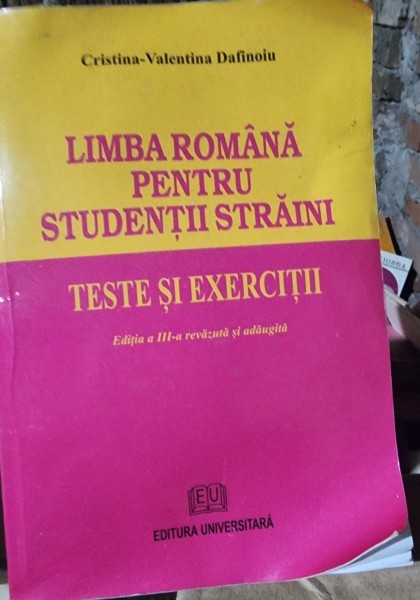 Cristina-Valentina Dafinoiu
LIMBA ROMÂNĂ
PENTRU
STUDENȚII STRĂINI
TESTE ȘI EXERCIȚII
Ediția a III-a revăzută și adăugită
EU
EDITURA UNIVERSITARĂ